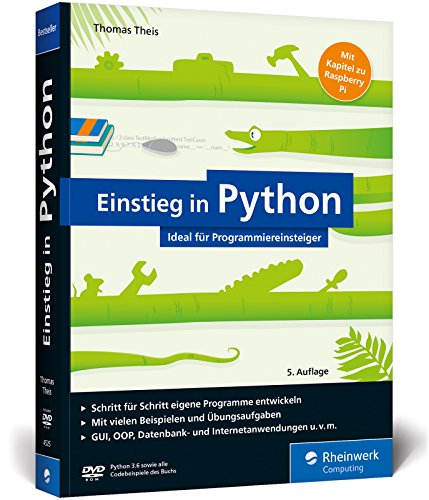 Thomas Theis
Mit
Kapitel zu
Raspberry
Pi
Einstieg in Python
Ideal für Programmiereinsteiger
5. Auflage
Schritt für Schritt eigene Programme entwickeln
Mit vielen Beispielen und Übungsaufgaben
GUI, OOP, Datenbank- und Internetanwendungen u. v. m.
DVD
ROM
Python 3.6 sowie alle
Codebeispiele des Buchs
Rheinwerk
Computing
Bestseller
Einstieg in Python
Thomas
Theis
DVD
4525